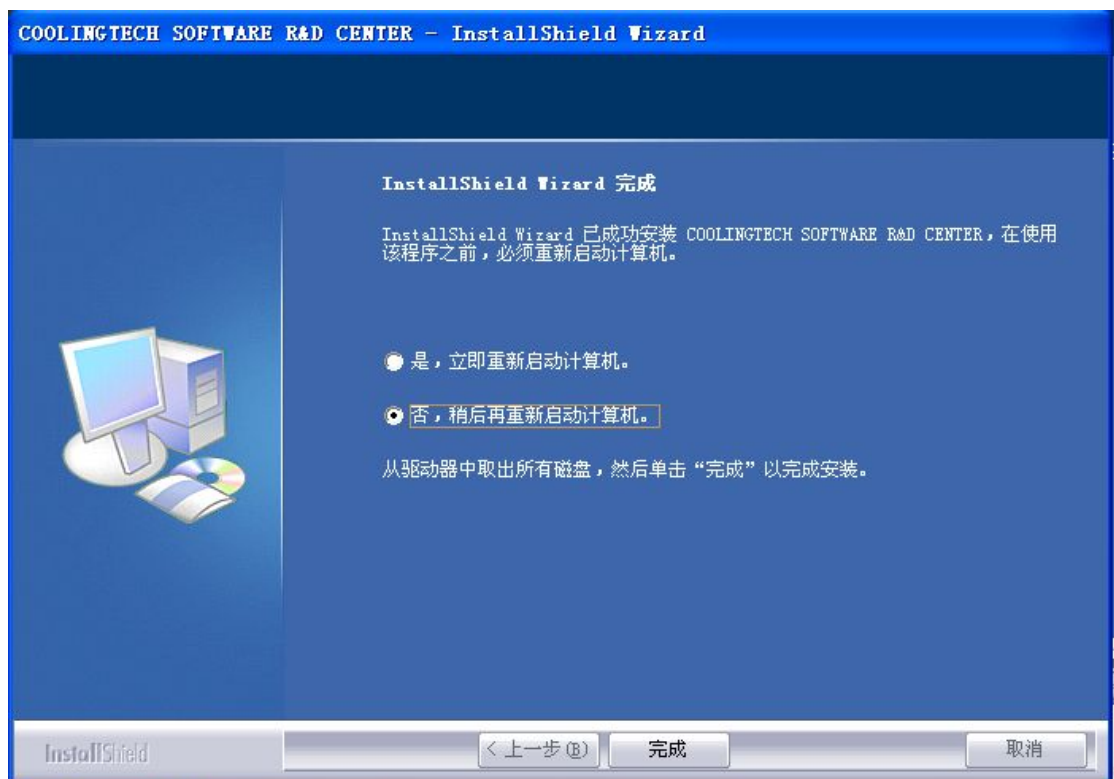 COOLINGTECH SOFTWARE R&D CENTER - InstallShield Wizard
InstallShield Wizard 完成
InstallShield Wizard 已成功安装 COOLINGTECH SOFTWARE R&D CENTER，在使用
该程序之前，必须重新启动计算机。
是，立即重新启动计算机。
否，稍后再重新启动计算机。
从驱动器中取出所有磁盘，然后单击“完成”以完成安装。
InstallShield
< 上一步(B)
完成
取消